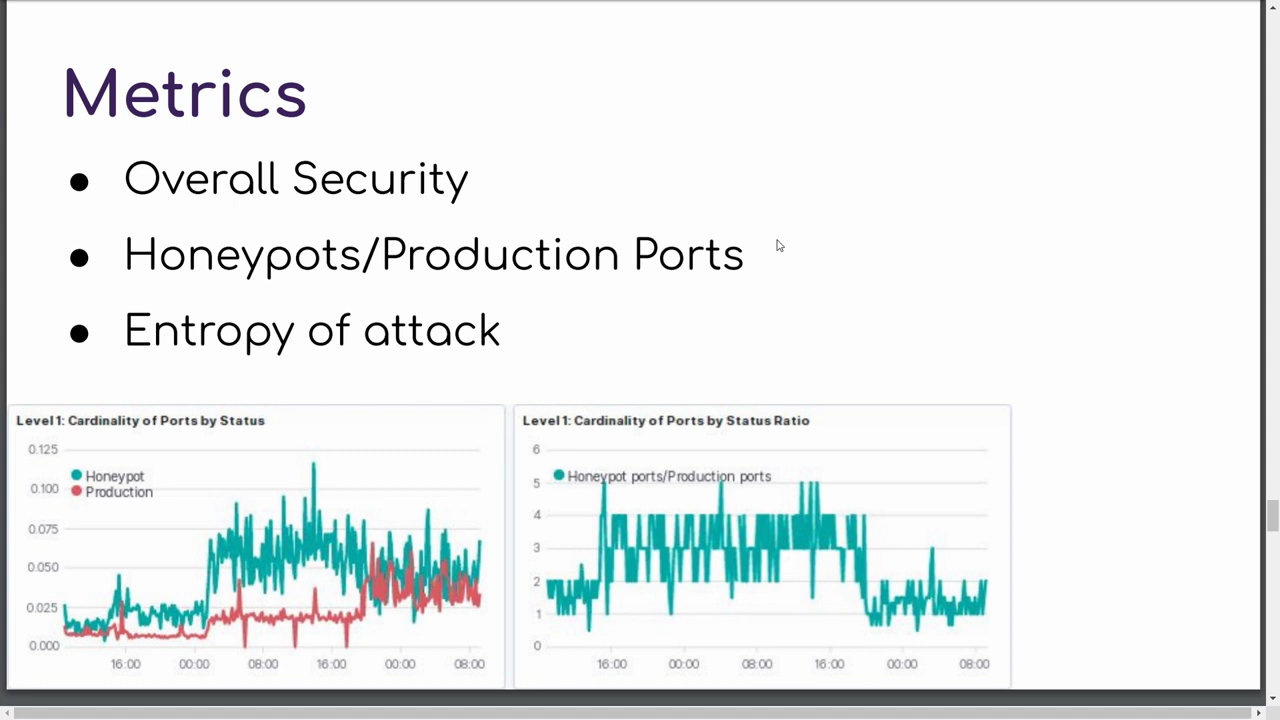 Metrics
● Overall Security
● Honeypots/Production Ports
● Entropy of attack
Level 1: Cardinality of Ports by Status
0.125
0.100
0.075
0.050
0.025
0.000
Honeypot
Production
16:00 00:00 08:00 16:00 00:00 08:00
Level 1: Cardinality of Ports by Status Ratio
6
5
4
3
2
1
0
Honeypot ports/Production ports
16:00 00:00 08:00 16:00 00:00 08:00